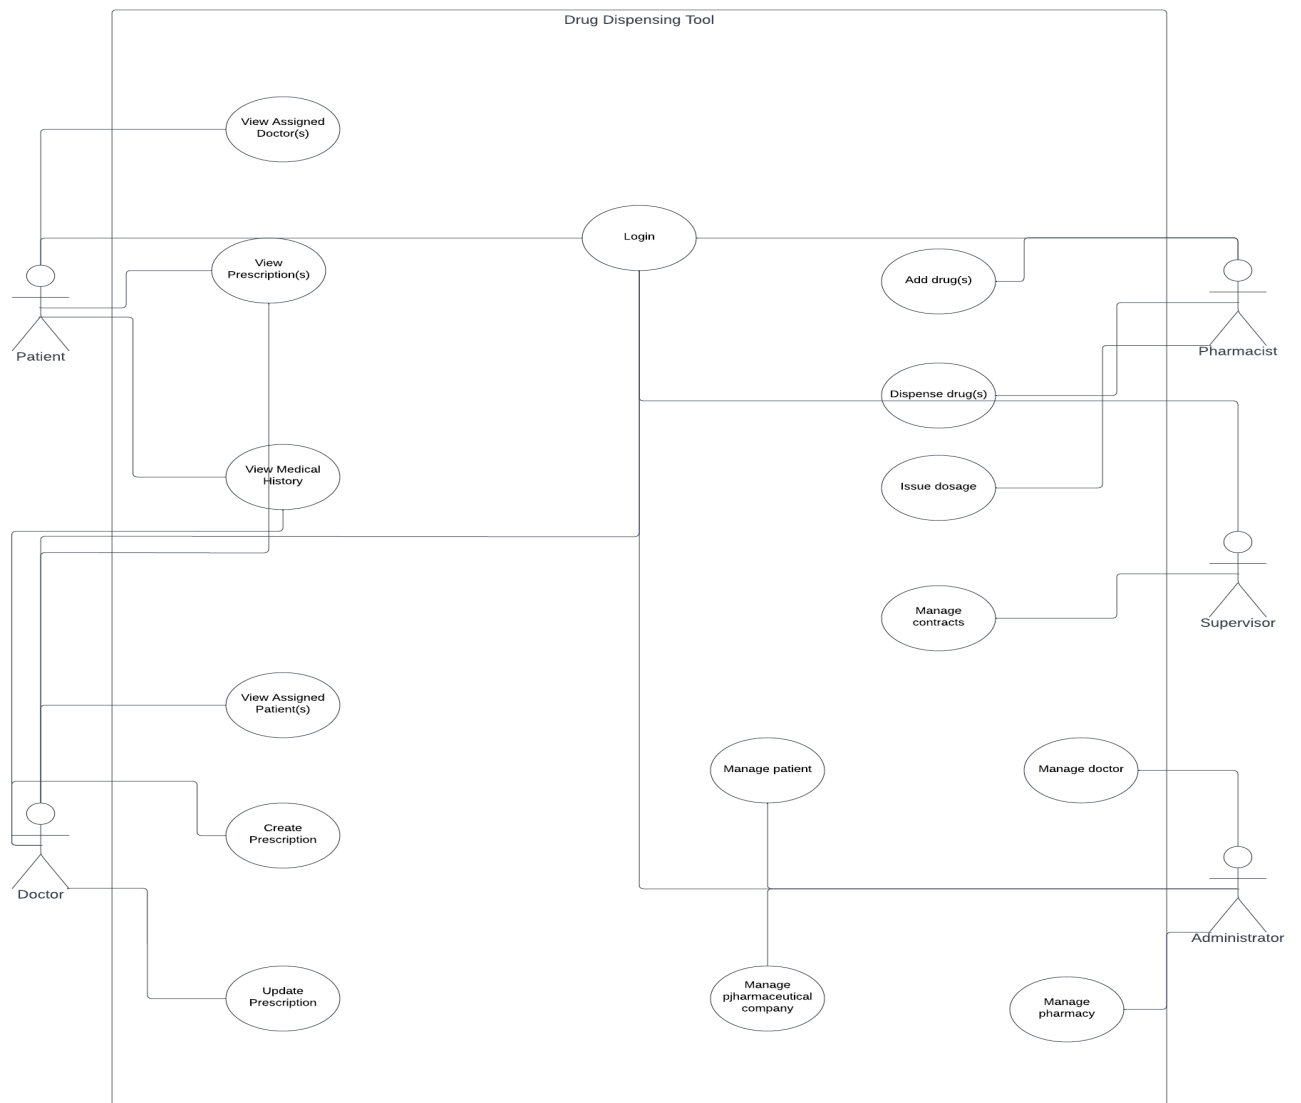 Drug Dispensing Tool
View Assigned
Doctor(s)
Login
View
Prescription(s)
Add drug(s)
Patient
Pharmacist
Dispense drug(s)
View Medical
History
Issue dosage
Manage
contracts
Supervisor
View Assigned
Patient(s)
Manage patient
Manage doctor
Create
Prescription
Doctor
Administrator
Update
Prescription
Manage
pjharmaceutical
company
Manage
pharmacy